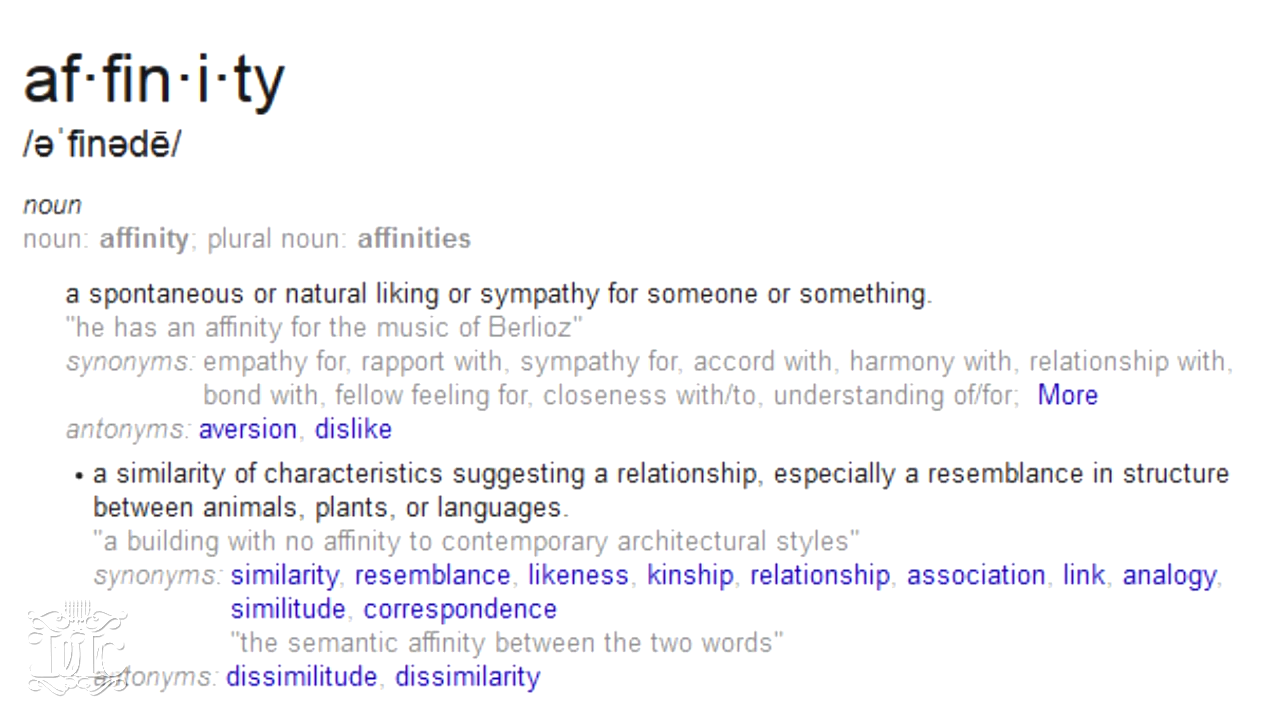 af·fin·i·ty
/əˈfinədē/
noun
noun: affinity; plural noun: affinities
a spontaneous or natural liking or sympathy for someone or something.
"he has an affinity for the music of Berlioz"
synonyms: empathy for, rapport with, sympathy for, accord with, harmony with, relationship with,
bond with, fellow feeling for, closeness with/to, understanding of/for; More
antonyms: aversion, dislike
• a similarity of characteristics suggesting a relationship, especially a resemblance in structure
between animals, plants, or languages.
"a building with no affinity to contemporary architectural styles"
synonyms: similarity, resemblance, likeness, kinship, relationship, association, link, analogy,
similitude, correspondence
"the semantic affinity between the two words"
antonyms: dissimilitude, dissimilarity